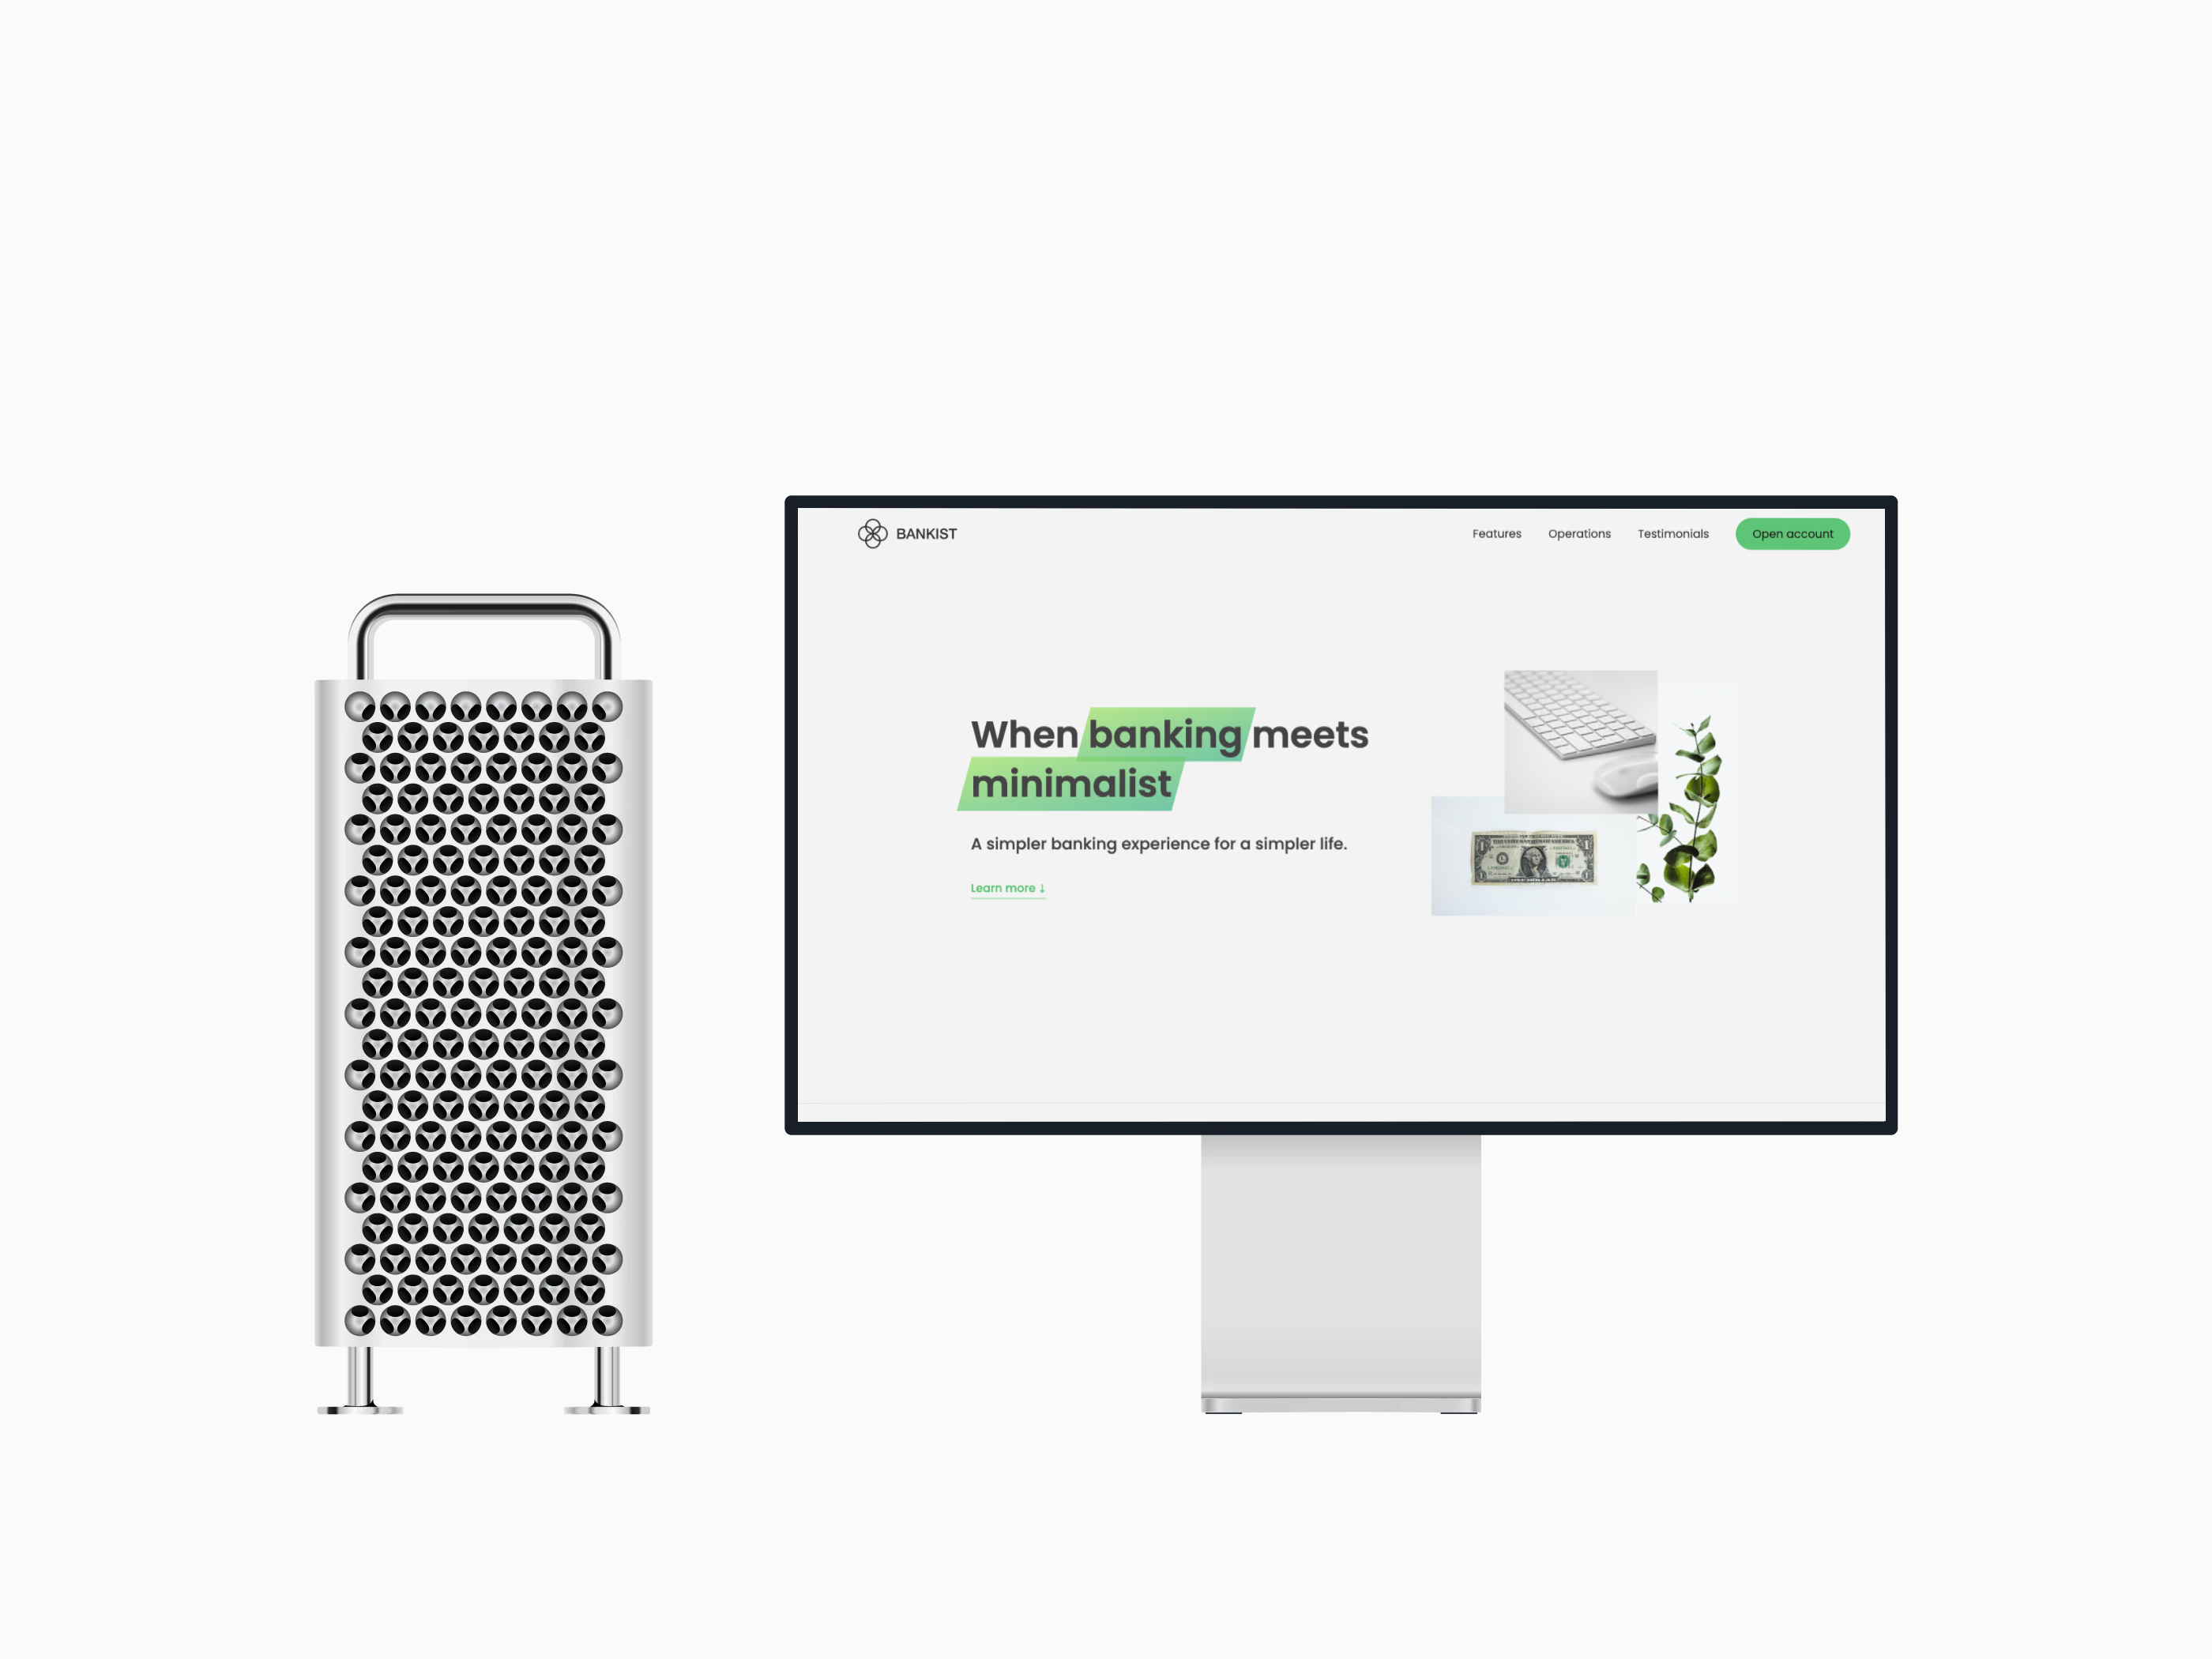 BANKIST
Features
Operations
Testimonials
Open account
When banking meets
minimalist
A simpler banking experience for a simpler life.
Learn more ↓